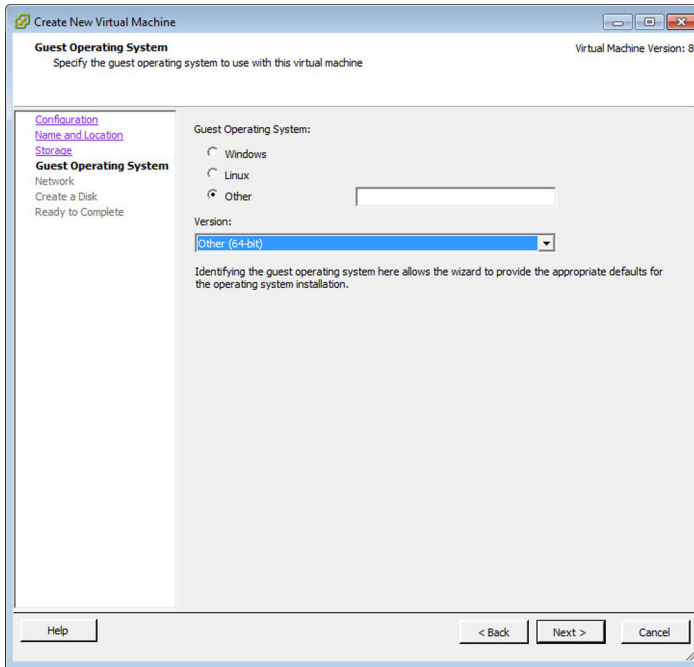 Create New Virtual Machine
Guest Operating System
Specify the guest operating system to use with this virtual machine
Virtual Machine Version: 8
Configuration
Name and Location
Storage
Guest Operating System
Network
Create a Disk
Ready to Complete
Guest Operating System:
Windows
Linux
Other
Version:
Other (64-bit)
Identifying the guest operating system here allows the wizard to provide the appropriate defaults for
the operating system installation.
Help
< Back
Next >
Cancel